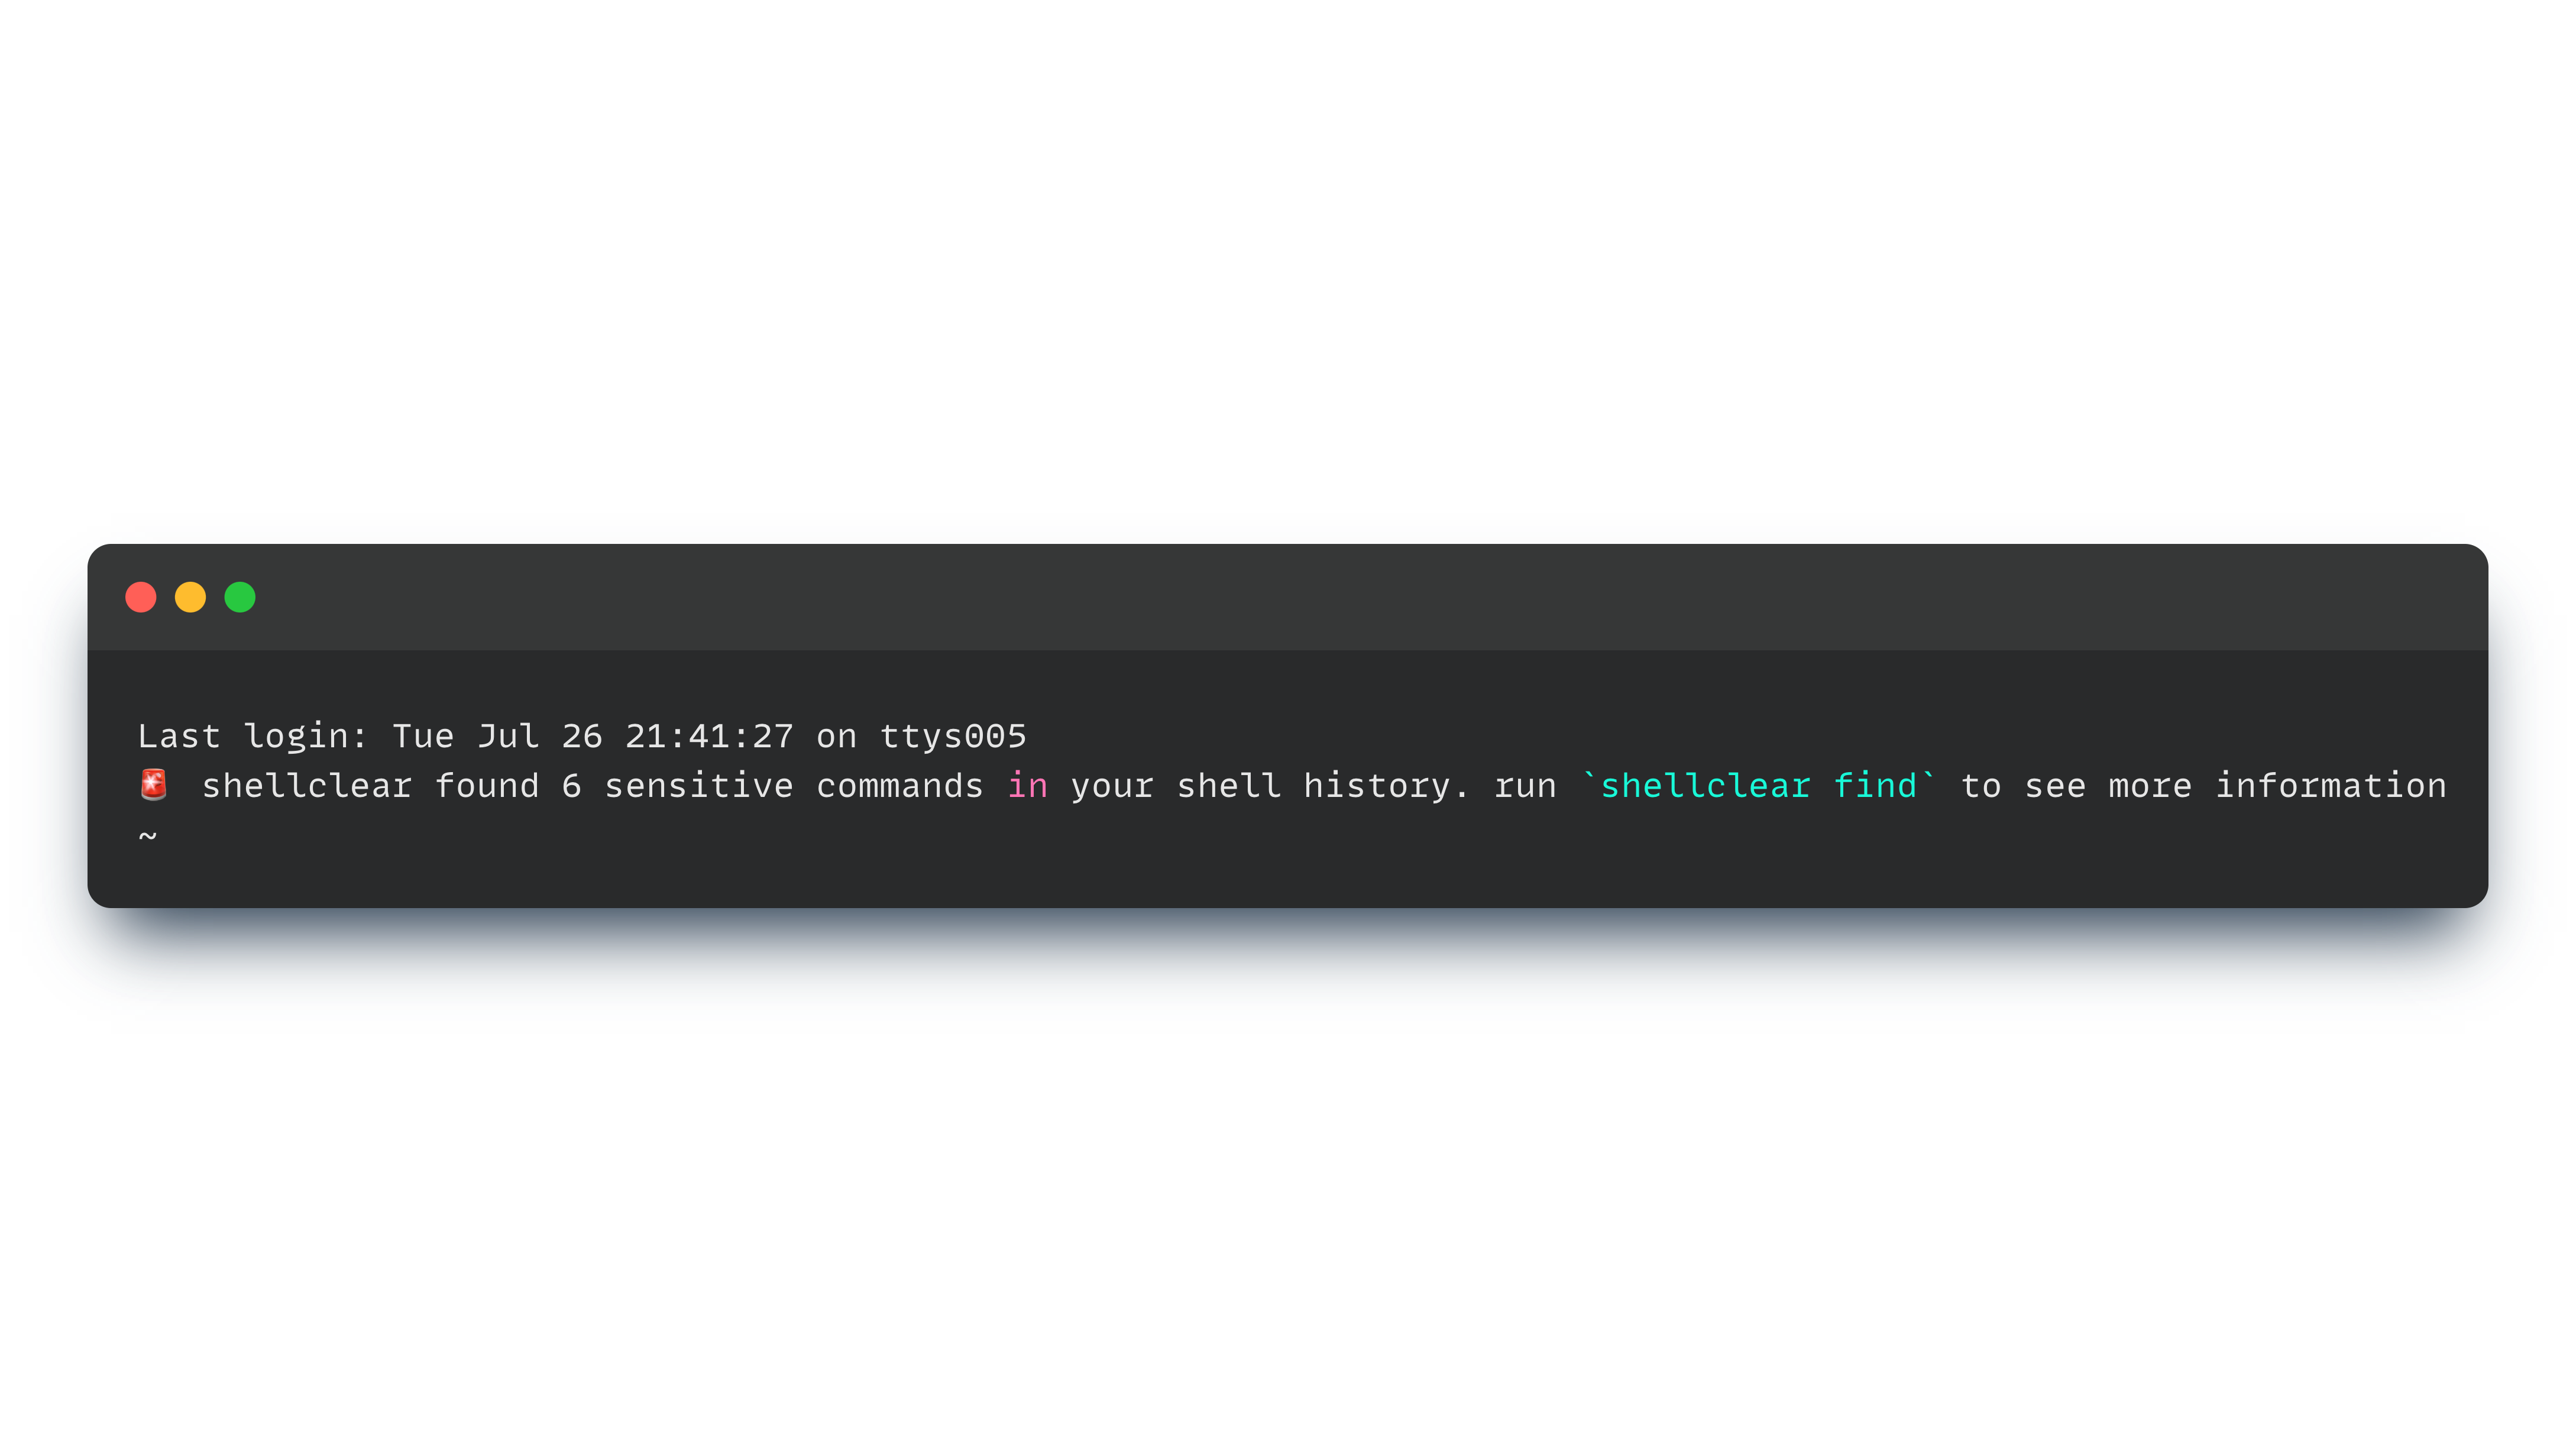 Last login: Tue Jul 26 21:41:27 on ttys005
🚨 shellclear found 6 sensitive commands in your shell history. run `shellclear find` to see more information
~